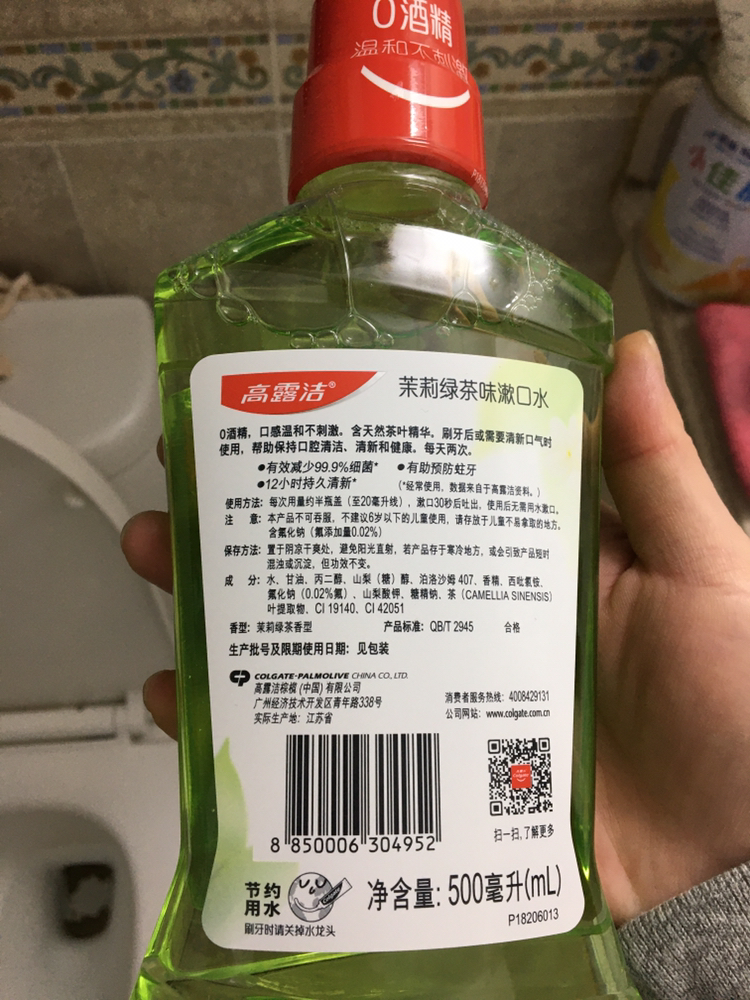 0酒精
温和不刺激
高露洁®
茉莉绿茶味漱口水
0酒精，口感温和不刺激。含天然茶叶精华。刷牙后或需要清新口气时
使用，帮助保持口腔清洁、清新和健康。每天两次。
●有效减少99.9%细菌* ●有助预防蛀牙
●12小时持久清新* (*经常使用，数据来自于高露洁资料。)
使用方法：每次用量约半瓶盖（至20毫升线），漱口30秒后吐出，使用后无需用水漱口。
注 意：本产品不可吞服，不建议6岁以下的儿童使用，请存放于儿童不易拿取的地方。
含氟化钠（氟添加量0.02%）
保存方法：置于阴凉干爽处，避免阳光直射，若产品存于寒冷地方，或会引致产品短时
混浊或沉淀，但功效不变。
成 分：水、甘油、丙二醇、山梨（糖）醇、泊洛沙姆 407、香精、西吡氯铵、
氟化钠（0.02%氟）、山梨酸钾、糖精钠、茶（CAMELLIA SINENSIS）
叶提取物、CI 19140、CI 42051
香型：茉莉绿茶香型 产品标准：QB/T 2945 合格
生产批号及限期使用日期：见包装
CP COLGATE-PALMOLIVE CHINA CO., LTD.
高露洁棕榄 (中国) 有限公司
广州经济技术开发区青年路338号
实际生产地：江苏省
消费者服务热线：4008429131
公司网站：www.colgate.com.cn
8 850006 304952
扫一扫，了解更多
节约
用水
刷牙时请关掉水龙头
净含量: 500毫升(mL)
P18206013